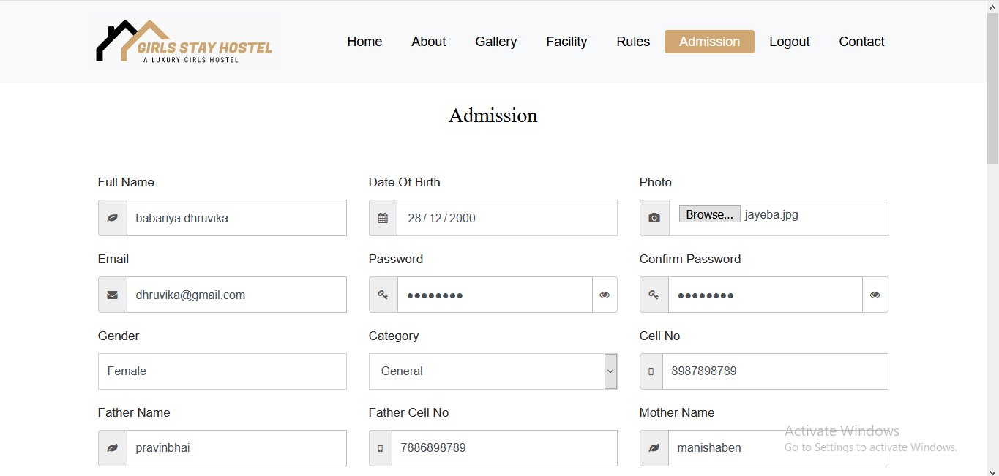 GIRLS STAY HOSTEL
A LUXURY GIRLS HOSTEL
Home About Gallery Facility Rules Admission Logout Contact
Admission
Full Name Date Of Birth Photo
babariya dhruvika 28 / 12 / 2000 Browse... jayeba.jpg
Email Password Confirm Password
dhruvika@gmail.com ●●●●●●●● ●●●●●●●●
Gender Category Cell No
Female General 8987898789
Father Name Father Cell No Mother Name
pravinbhai 7886898789 manishaben
Activate Windows
Go to Settings to activate Windows.